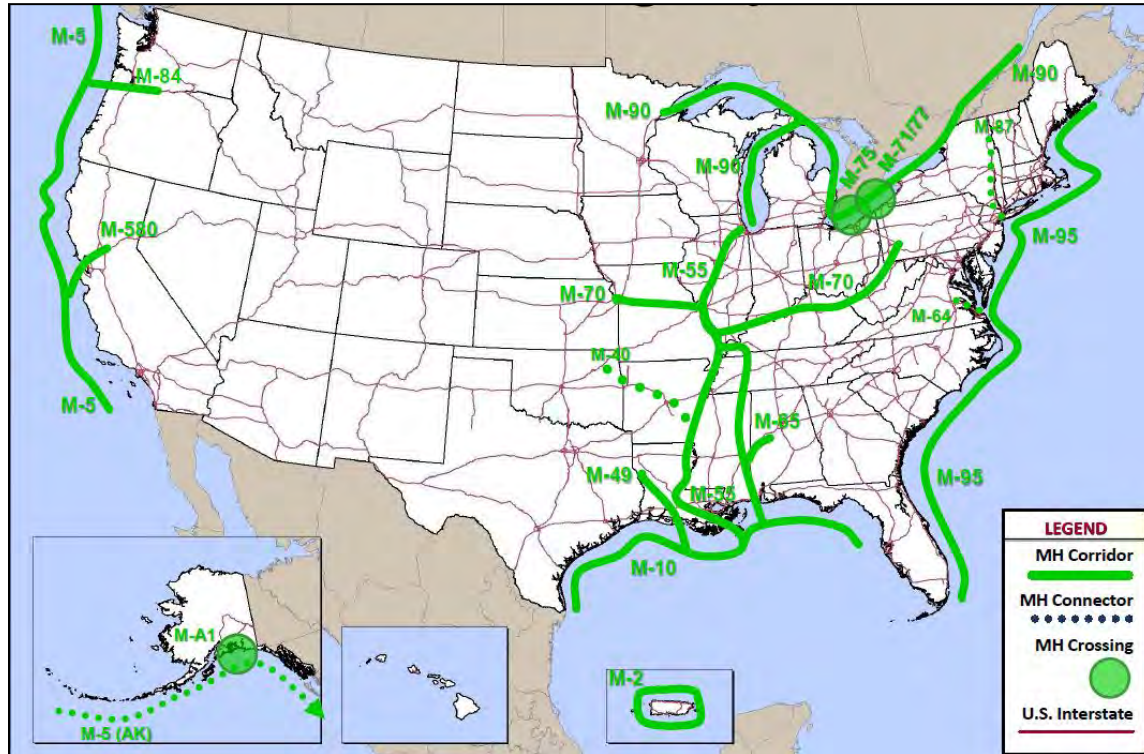 M-5
M-84
M-90
M-90
M-87
M-75
M-71/77
M-90
M-580
M-95
M-55
M-70
M-70
M-64
M-40
M-5
M-65
M-49
M-55
M-95
M-10
M-A1
M-5 (AK)
M-2
LEGEND
MH Corridor
MH Connector
MH Crossing
U.S. Interstate